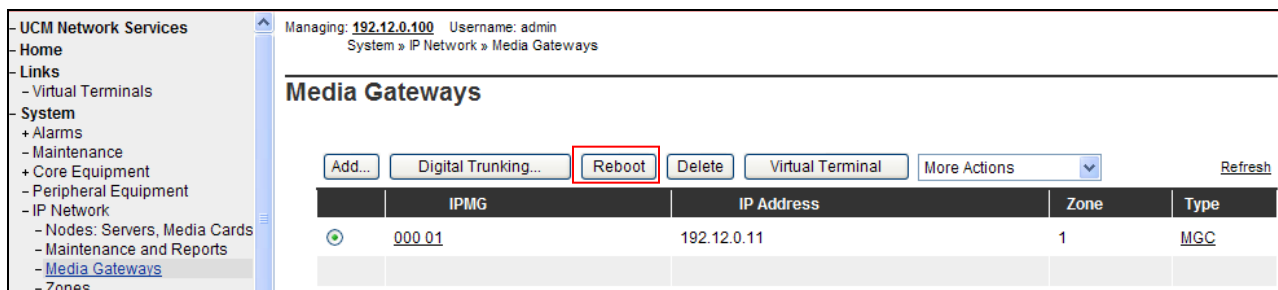 - UCM Network Services
- Home
- Links
- Virtual Terminals
- System
+ Alarms
- Maintenance
+ Core Equipment
- Peripheral Equipment
- IP Network
- Nodes: Servers, Media Cards
- Maintenance and Reports
- Media Gateways
- Zones
Managing: 192.12.0.100 Username: admin
System » IP Network » Media Gateways
Media Gateways
Add... Digital Trunking... Reboot Delete Virtual Terminal More Actions Refresh
IPMG IP Address Zone Type
000 01 192.12.0.11 1 MGC